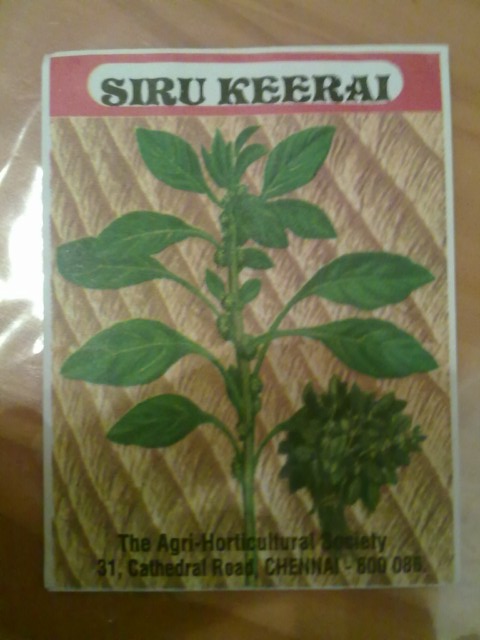 SIRU KEERAI
The Agri-Horticultural Society
31, Cathedral Road, CHENNAI - 600 086.